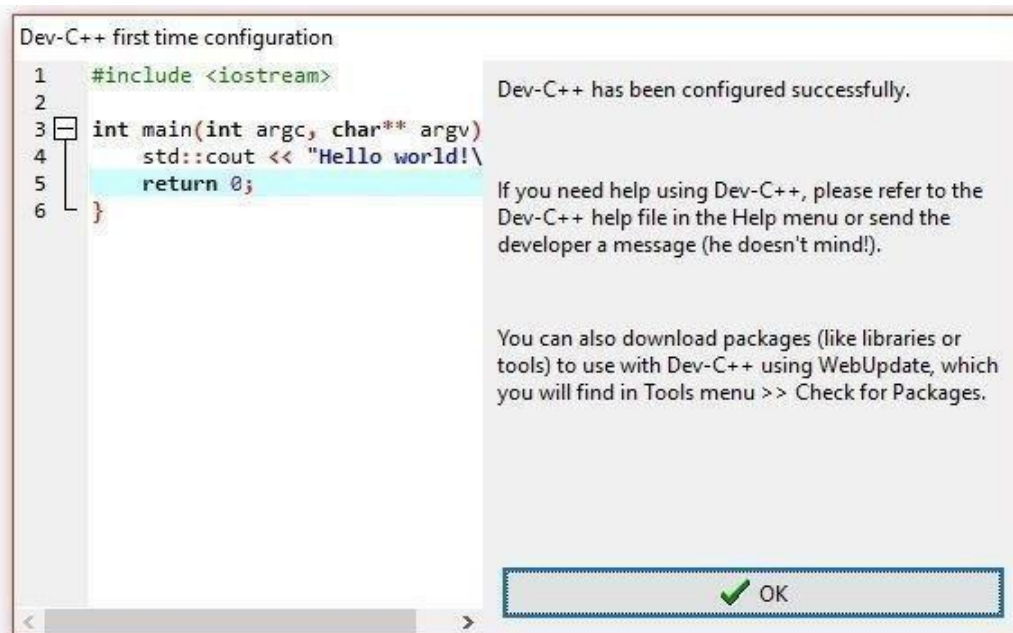 Dev-C++ first time configuration
1 #include <iostream>
2
3 int main(int argc, char** argv)
4 std::cout << "Hello world!\
5 return 0;
6 }
Dev-C++ has been configured successfully.
If you need help using Dev-C++, please refer to the
Dev-C++ help file in the Help menu or send the
developer a message (he doesn't mind!).
You can also download packages (like libraries or
tools) to use with Dev-C++ using WebUpdate, which
you will find in Tools menu >> Check for Packages.
OK